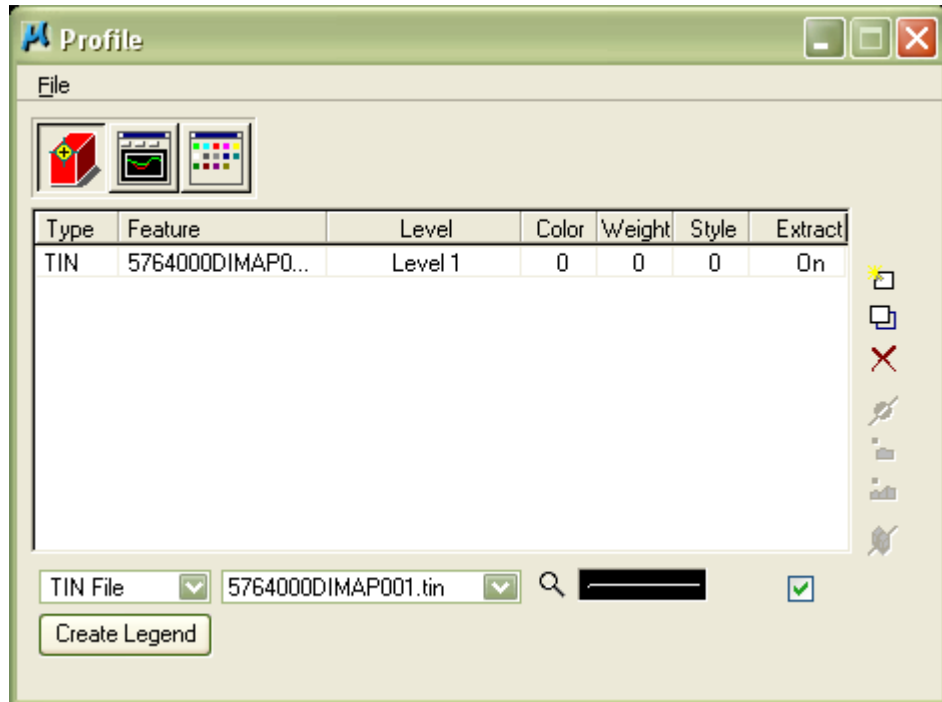 Profile
File
Type Feature Level Color Weight Style Extract
TIN 5764000DIMAP0... Level 1 0 0 0 On
TIN File 5764000DIMAP001.tin
Create Legend